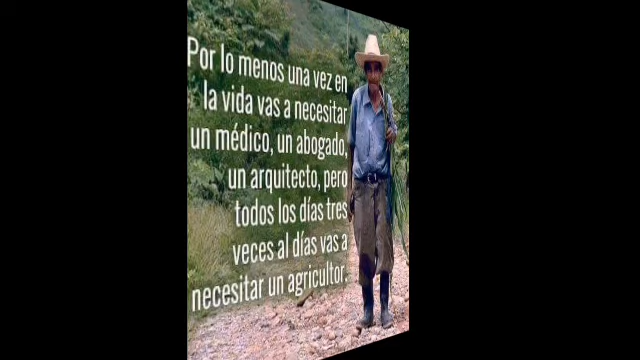 Por lo menos una vez en
la vida vas a necesitar
un médico, un abogado,
un arquitecto, pero
todos los días tres
veces al días vas a
necesitar un agricultor.